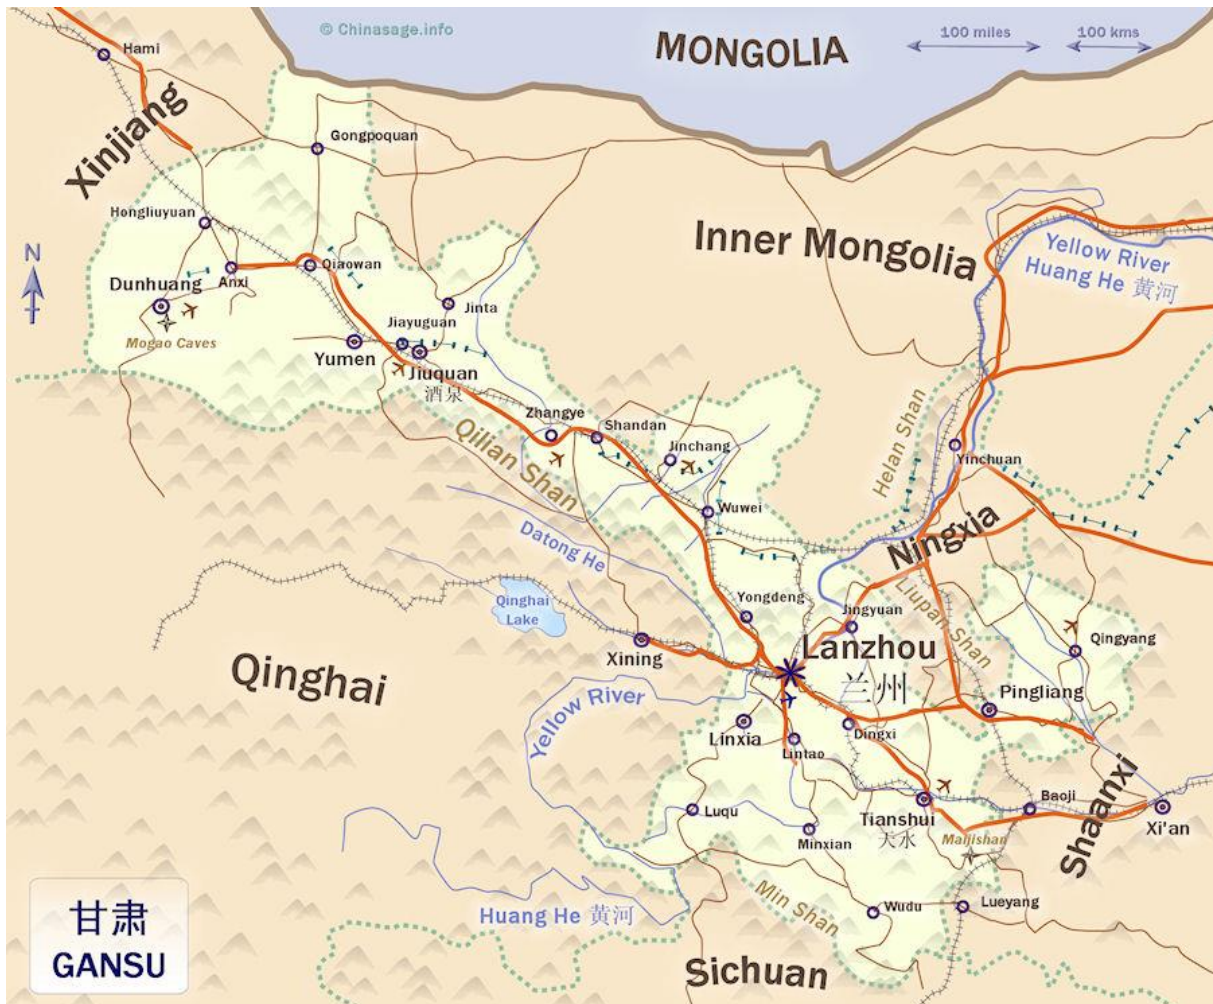 © Chinasage.info
MONGOLIA
100 miles
100 kms
Hami
Xinjiang
Gongpoquan
Hongliuyuan
Inner Mongolia
Yellow River
Huang He 黄河
N
Dunhuang
Anxi
Qiaowan
Mogao Caves
Jinta
Jiayuguan
Yumen
Jiuquan
酒泉
Zhangye
Shandan
Jinchang
Qilian Shan
Helan Shan
Yinchuan
Wuwei
Datong He
Ningxia
Qinghai
Lake
Yongdeng
Jingyuan
Liupan Shan
Qingyang
Xining
Lanzhou
兰州
Qinghai
Yellow River
Pingliang
Linxia
Lintao
Dingxi
Luqu
Minxian
Tianshui
天水
Maijishan
Baoji
Xi'an
Shaanxi
Min Shan
Wudu
Lueyang
Huang He 黄河
甘肃
GANSU
Sichuan